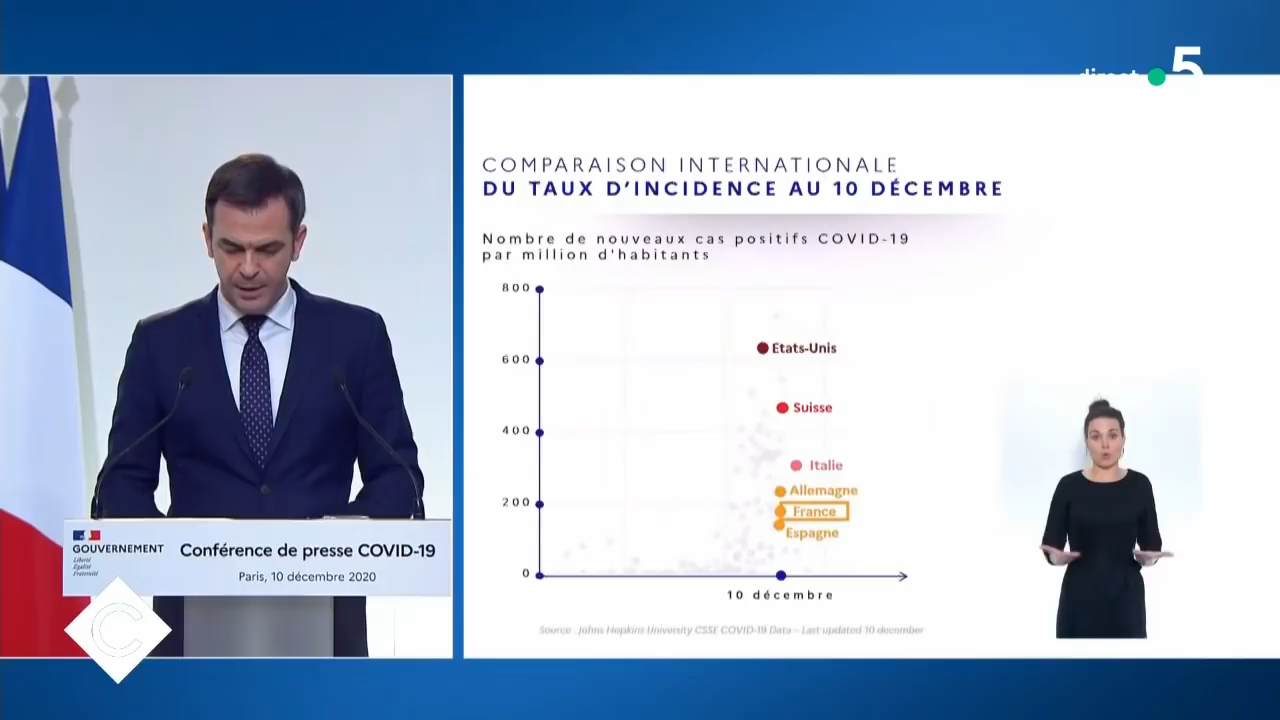 direct 5
COMPARAISON INTERNATIONALE
DU TAUX D'INCIDENCE AU 10 DÉCEMBRE
Nombre de nouveaux cas positifs COVID-19
par million d'habitants
800
600
400
200
0
Etats-Unis
Suisse
Italie
Allemagne
France
Espagne
10 décembre
Source : Johns Hopkins University CSSE COVID-19 Data – Last updated 10 december
GOUVERNEMENT
Liberté
Égalité
Fraternité
Conférence de presse COVID-19
Paris, 10 décembre 2020
C